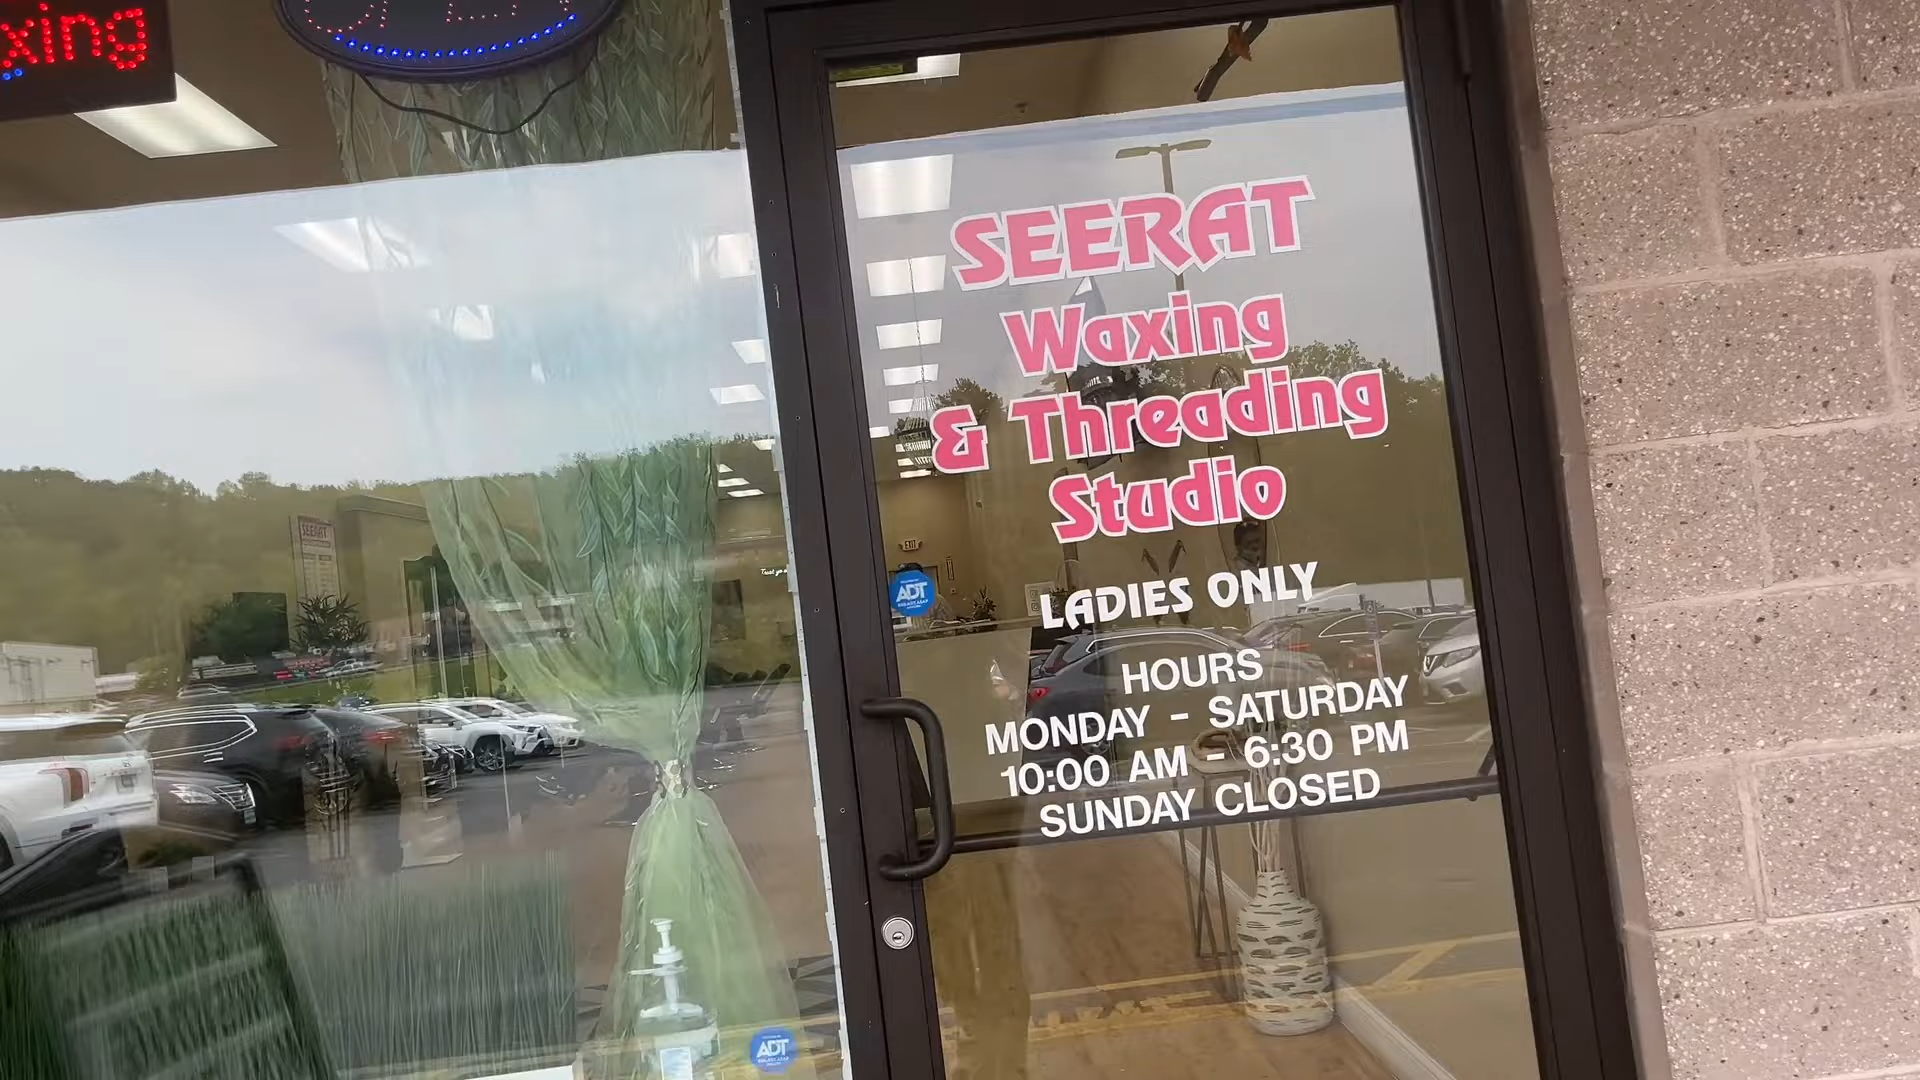 xing
SEERAT
Waxing
& Threading
Studio
LADIES ONLY
HOURS
MONDAY - SATURDAY
10:00 AM - 6:30 PM
SUNDAY CLOSED
ADT
ADT
SEERAT
EXIT